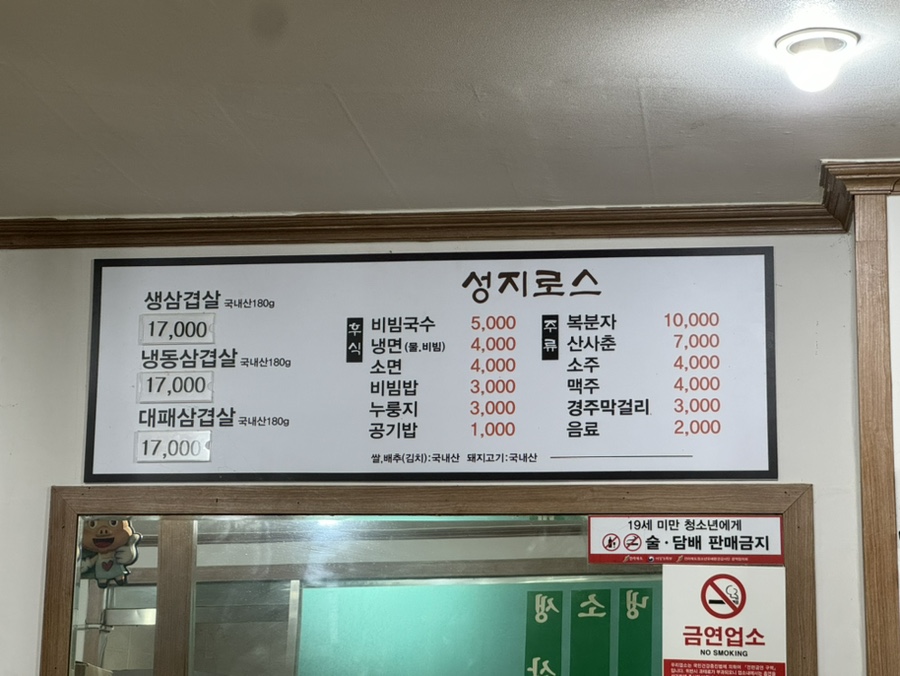 성지로스
생삼겹살 국내산180g
17,000
냉동삼겹살 국내산180g
17,000
대패삼겹살 국내산180g
17,000
후식
비빔국수 5,000
냉면(물,비빔) 4,000
소면 4,000
비빔밥 3,000
누룽지 3,000
공기밥 1,000
주류
복분자 10,000
산사춘 7,000
소주 4,000
맥주 4,000
경주막걸리 3,000
음료 2,000
쌀,배추(김치):국내산 돼지고기:국내산
19세 미만 청소년에게
술·담배 판매금지
금연업소
NO SMOKING
냉
소
생